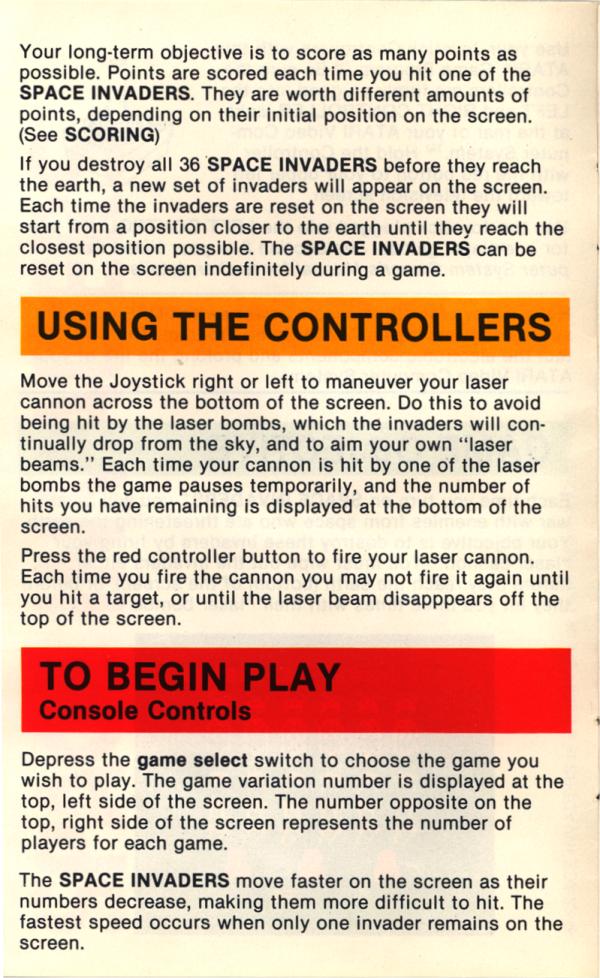 Your long-term objective is to score as many points as
possible. Points are scored each time you hit one of the
SPACE INVADERS. They are worth different amounts of
points, depending on their initial position on the screen.
(See SCORING)
If you destroy all 36 SPACE INVADERS before they reach
the earth, a new set of invaders will appear on the screen.
Each time the invaders are reset on the screen they will
start from a position closer to the earth until they reach the
closest position possible. The SPACE INVADERS can be
reset on the screen indefinitely during a game.
USING THE CONTROLLERS
Move the Joystick right or left to maneuver your laser
cannon across the bottom of the screen. Do this to avoid
being hit by the laser bombs, which the invaders will con-
tinually drop from the sky, and to aim your own "laser
beams." Each time your cannon is hit by one of the laser
bombs the game pauses temporarily, and the number of
hits you have remaining is displayed at the bottom of the
screen.
Press the red controller button to fire your laser cannon.
Each time you fire the cannon you may not fire it again until
you hit a target, or until the laser beam disapppears off the
top of the screen.
TO BEGIN PLAY
Console Controls
Depress the game select switch to choose the game you
wish to play. The game variation number is displayed at the
top, left side of the screen. The number opposite on the
top, right side of the screen represents the number of
players for each game.
The SPACE INVADERS move faster on the screen as their
numbers decrease, making them more difficult to hit. The
fastest speed occurs when only one invader remains on the
screen.